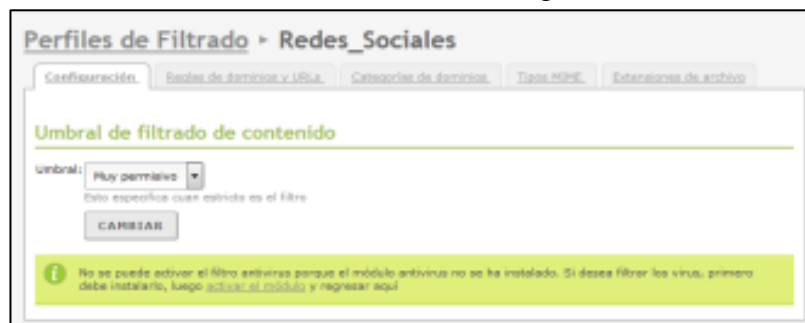 Perfiles de Filtrado ▸ Redes_Sociales
Configuración Reglas de dominios y URLs Categorías de dominios Tipos MIME Extensiones de archivo
Umbral de filtrado de contenido
Umbral: Muy permisivo
Esto especifica cuan estricto es el filtro
CAMBIAR
No se puede activar el filtro antivirus porque el módulo antivirus no se ha instalado. Si desea filtrar los virus, primero
debe instalarlo, luego activar el módulo y regresar aquí